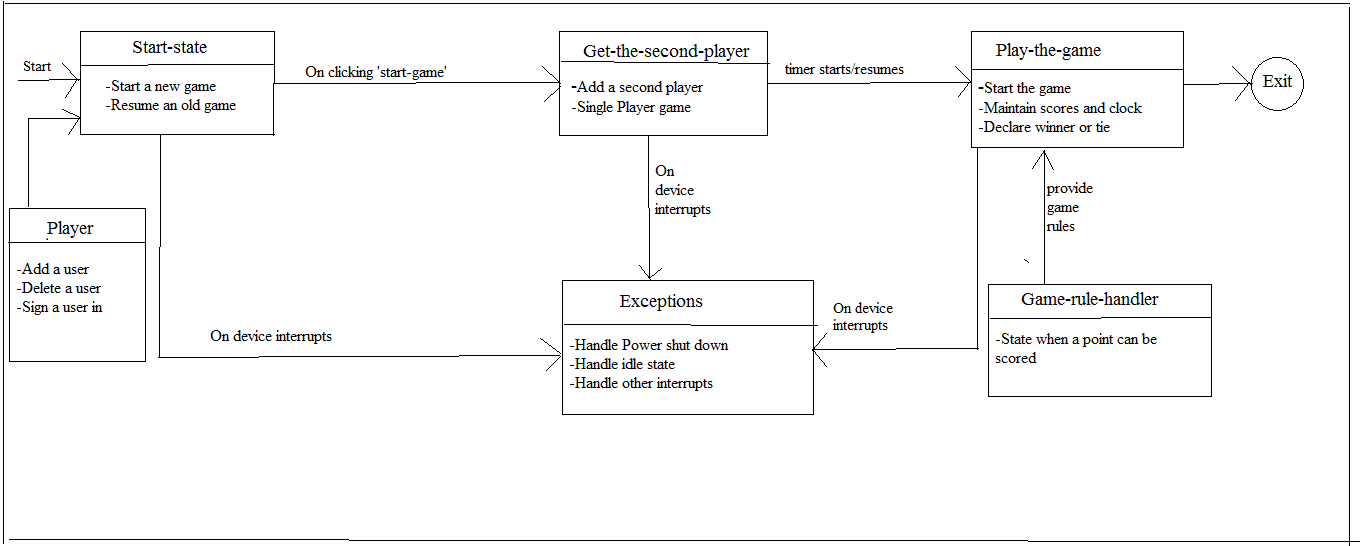 Start
Start-state
-Start a new game
-Resume an old game
On clicking 'start-game'
Get-the-second-player
-Add a second player
-Single Player game
timer starts/resumes
Play-the-game
-Start the game
-Maintain scores and clock
-Declare winner or tie
Exit
On
device
interrupts
provide
game
rules
Player
-Add a user
-Delete a user
-Sign a user in
On device interrupts
Exceptions
-Handle Power shut down
-Handle idle state
-Handle other interrupts
On device
interrupts
Game-rule-handler
-State when a point can be
scored